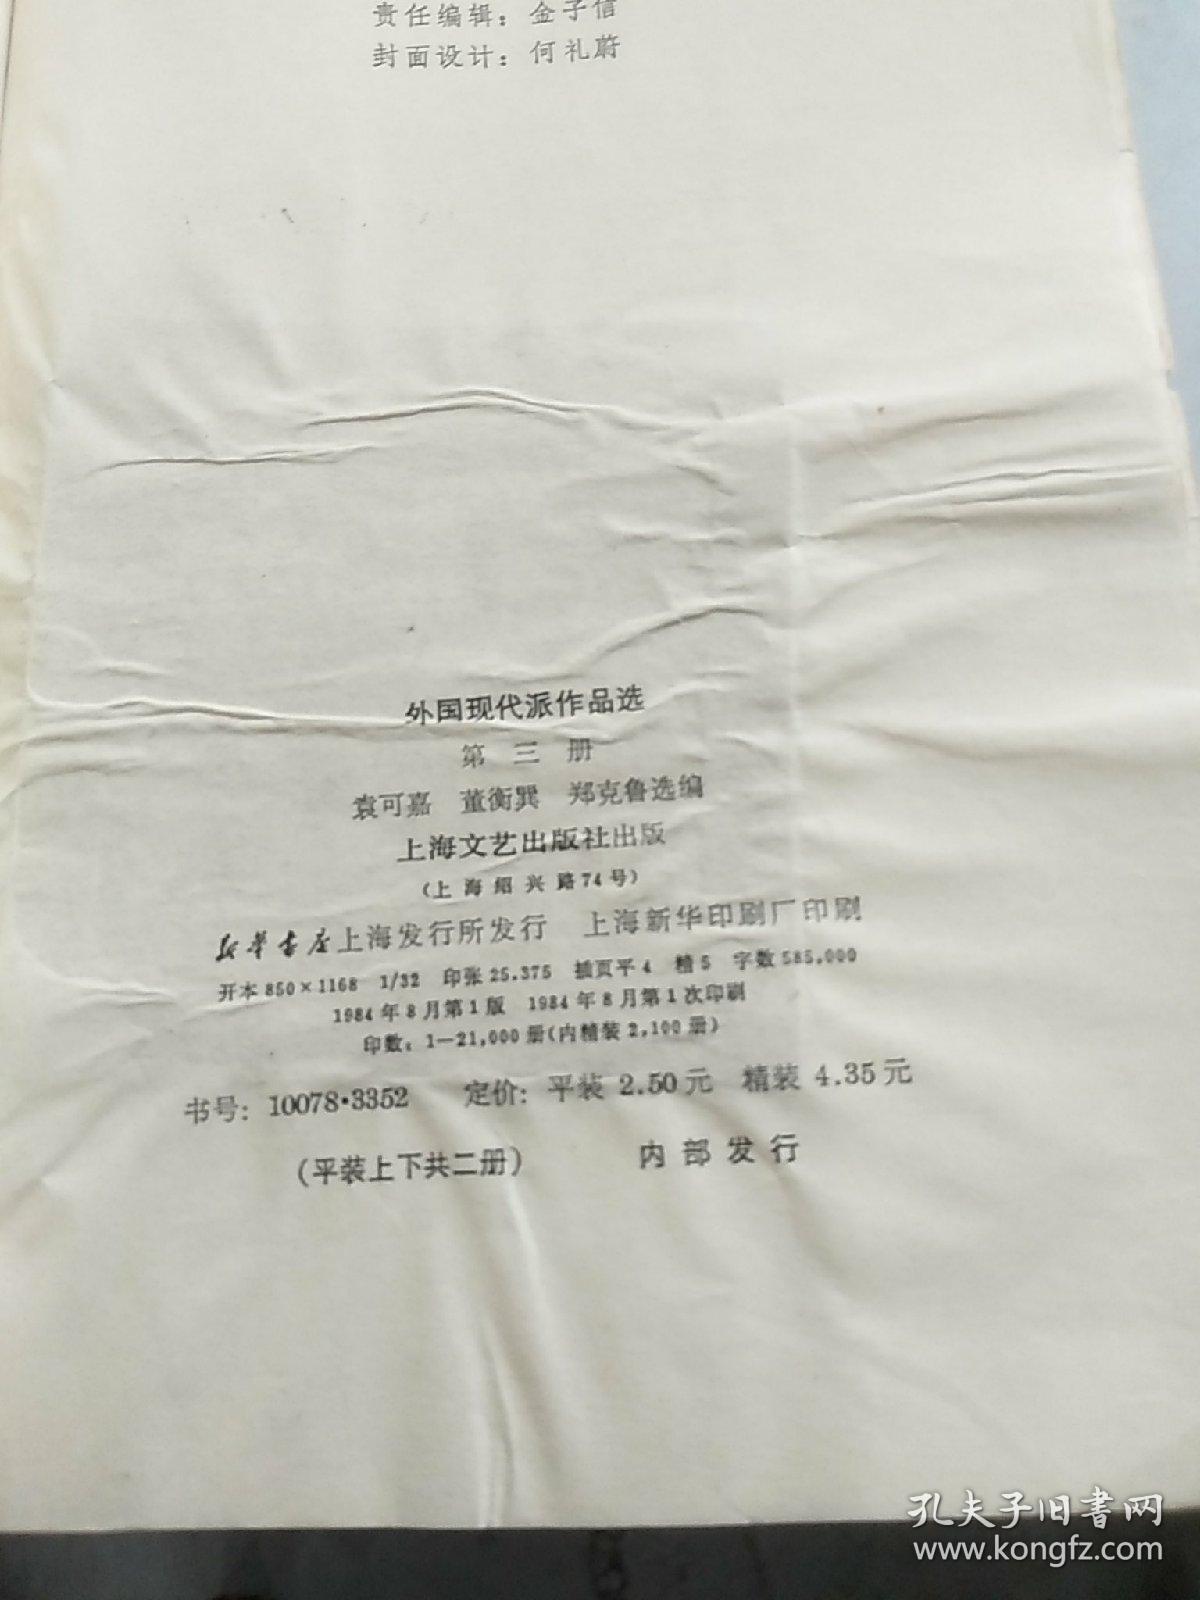 责任编辑：金子信
封面设计：何礼蔚
外国现代派作品选
第三册
袁可嘉 董衡巽 郑克鲁选编
上海文艺出版社出版
（上海绍兴路74号）
新华书店上海发行所发行 上海新华印刷厂印刷
开本850×1168 1/32 印张25.375 插页平4 精5 字数585,000
1984年8月第1版 1984年8月第1次印刷
印数：1—21,000册（内精装2,100册）
书号：10078·3352 定价：平装2.50元 精装4.35元
（平装上下共二册） 内部发行
孔夫子旧书网
www.kongfz.com